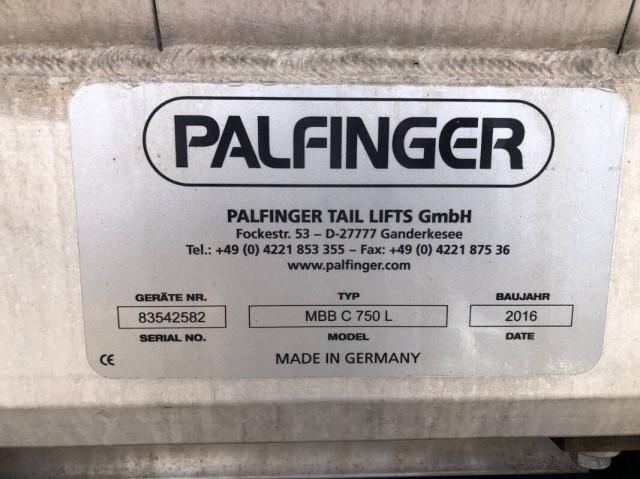 PALFINGER
PALFINGER TAIL LIFTS GmbH
Fockestr. 53 – D-27777 Ganderkesee
Tel.: +49 (0) 4221 853 355 – Fax: +49 (0) 4221 875 36
www.palfinger.com
GERÄTE NR. TYP BAUJAHR
83542582 MBB C 750 L 2016
SERIAL NO. MODEL DATE
CE MADE IN GERMANY